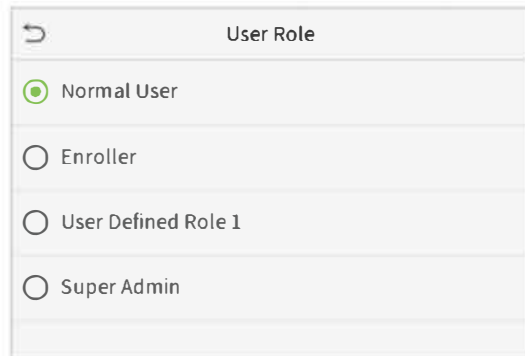 User Role
Normal User
Enroller
User Defined Role 1
Super Admin